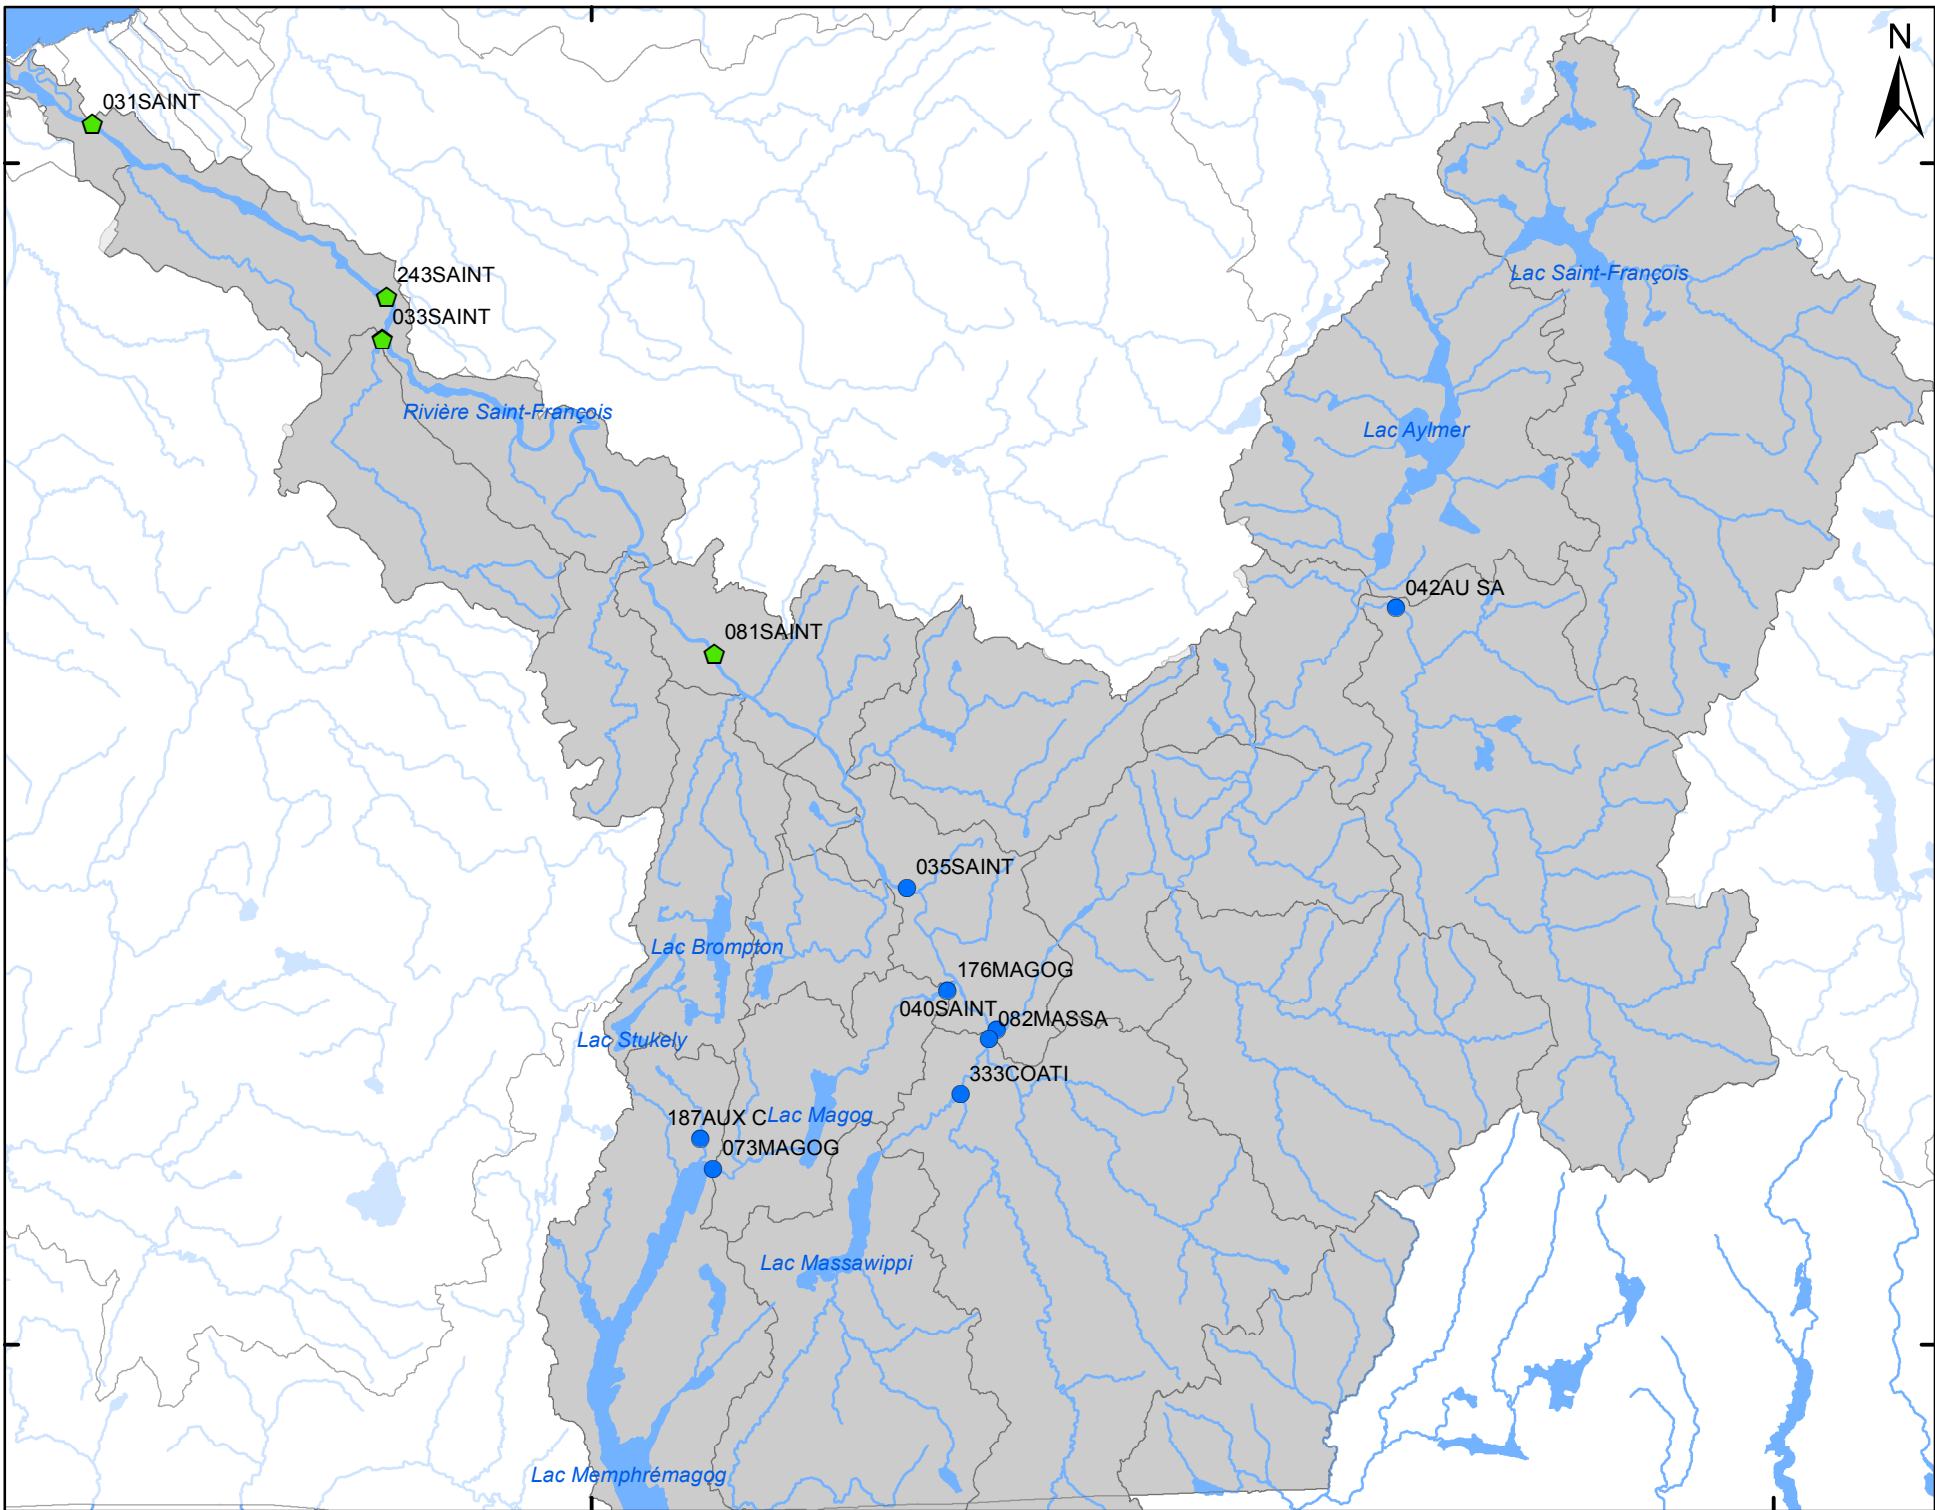 N
031SAINT
243SAINT
Lac Saint-François
033SAINT
Rivière Saint-François
Lac Aylmer
042AU SA
081SAINT
035SAINT
Lac Brompton
176MAGOG
040SAINT
082MASSA
Lac Stukely
333COATI
187AUX C
Lac Magog
073MAGOG
Lac Massawippi
Lac Memphrémagog